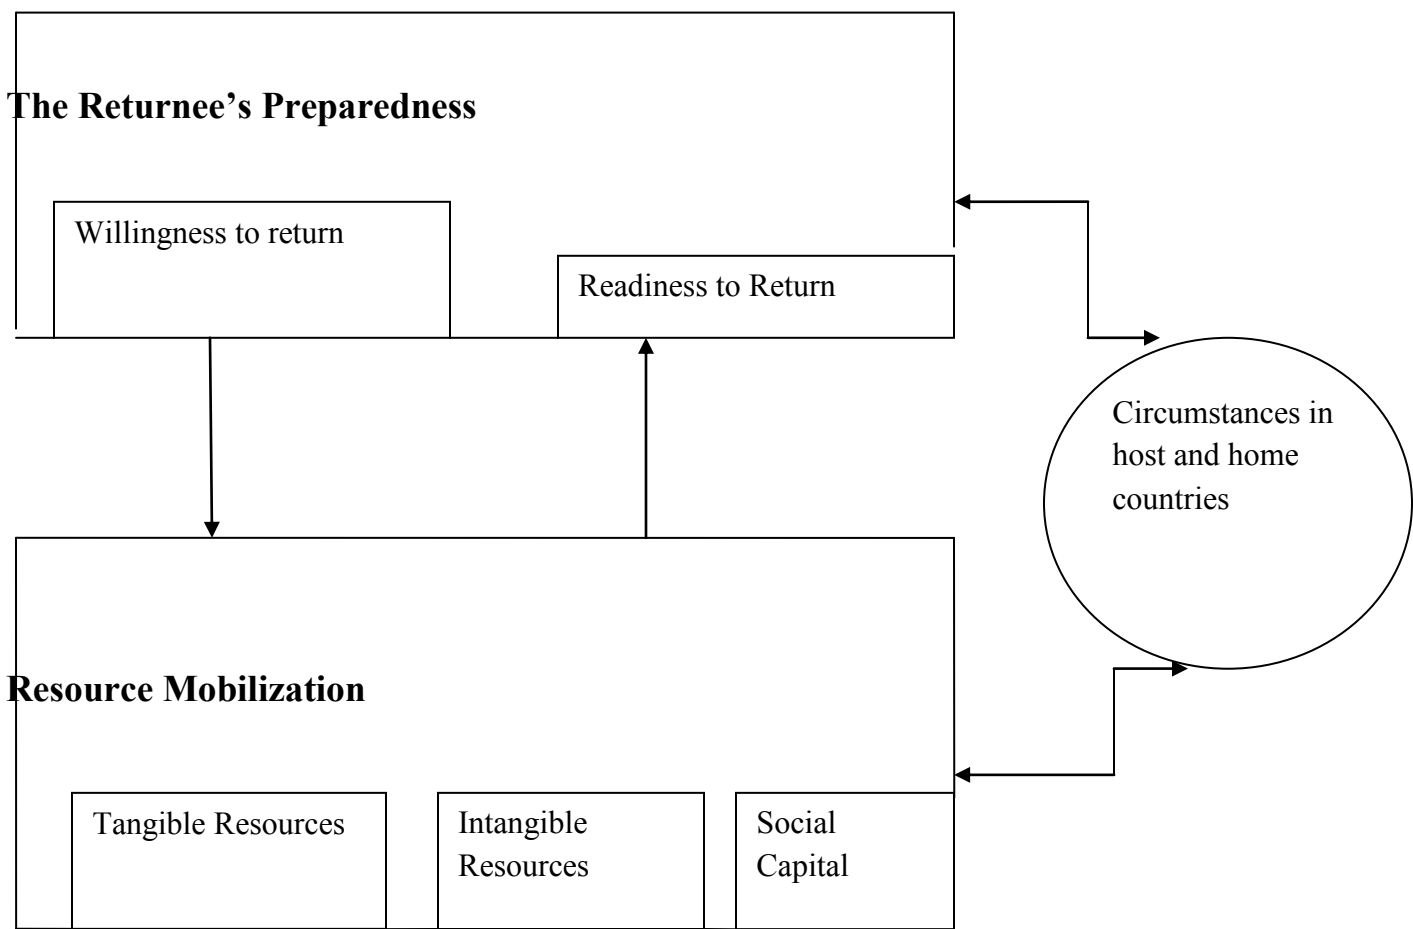 The Returnee’s Preparedness
Willingness to return
Readiness to Return
Circumstances in
host and home
countries
Resource Mobilization
Tangible Resources
Intangible
Resources
Social
Capital